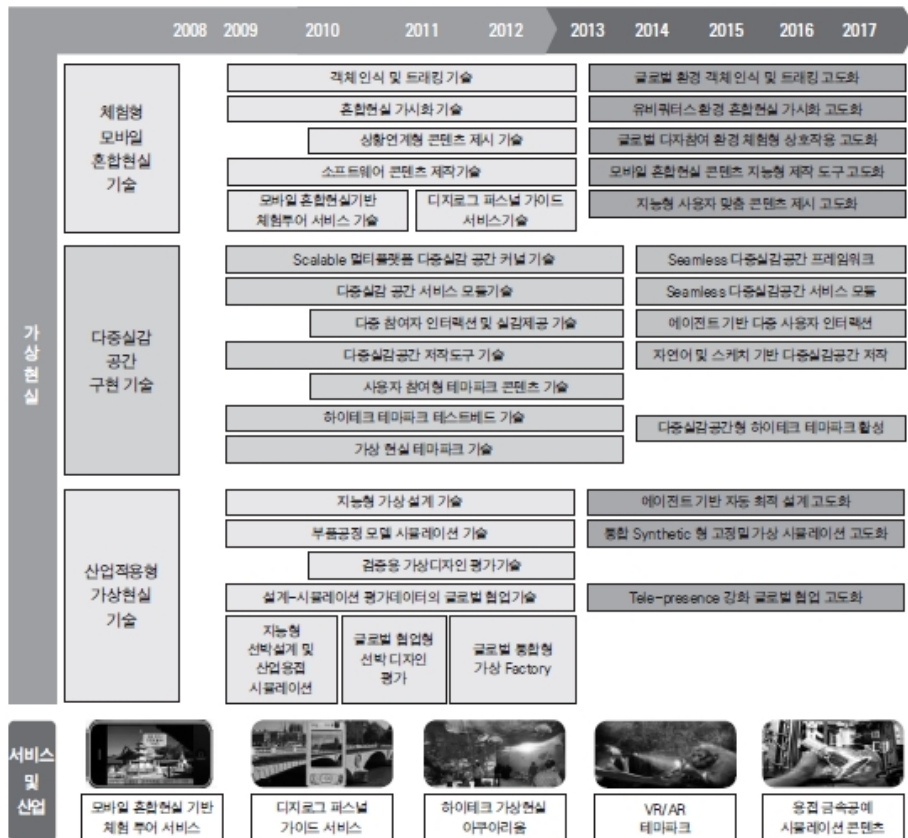 2008 2009 2010 2011 2012 2013 2014 2015 2016 2017
가상현실
체험형
모바일
혼합현실
기술
객체 인식 및 트래킹 기술
글로벌 환경 객체 인식 및 트래킹 고도화
혼합현실 가시화 기술
유비쿼터스 환경 혼합현실 가시화 고도화
상황연계형 콘텐츠 제시 기술
글로벌 디자참여 환경 체험형 상호작용 고도화
소프트웨어 콘텐츠 제작기술
모바일 혼합현실 콘텐츠 지능형 제작 도구 고도화
모바일 혼합현실기반
체험투어 서비스 기술
디지로그 퍼스널 가이드
서비스기술
지능형 사용자 맞춤 콘텐츠 제시 고도화
다중실감
공간
구현 기술
Scalable 멀티플랫폼 다중실감 공간 커널 기술
Seamless 다중실감공간 프레임워크
다중실감 공간 서비스 모듈기술
Seamless 다중실감공간 서비스 모듈
다중 참여자 인터랙션 및 실감제공 기술
에이전트 기반 다중 사용자 인터랙션
다중실감공간 저작도구 기술
자연어 및 스케치 기반 다중실감공간 저작
사용자 참여형 테마파크 콘텐츠 기술
하이테크 테마파크 테스트베드 기술
다중실감공간형 하이테크 테마파크 활성
가상 현실 테마파크 기술
산업적용형
가상현실
기술
지능형 가상 설계 기술
에이전트 기반 자동 최적 설계 고도화
부품공장 모델 시뮬레이션 기술
통합 Synthetic 형 고정밀 가상 시뮬레이션 고도화
검증용 가상디자인 평가기술
설계-시뮬레이션 평가데이터의 글로벌 협업기술
Tele-presence 강화 글로벌 협업 고도화
지능형
선박설계 및
산업용접
시뮬레이션
글로벌 협업형
선박 디자인
평가
글로벌 통합형
가상 Factory
서비스
및
산업
모바일 혼합현실 기반
체험 투어 서비스
디지로그 퍼스널
가이드 서비스
하이테크 가상현실
아쿠아리움
VR/AR
테마파크
용접 금속공예
시뮬레이션 콘텐츠